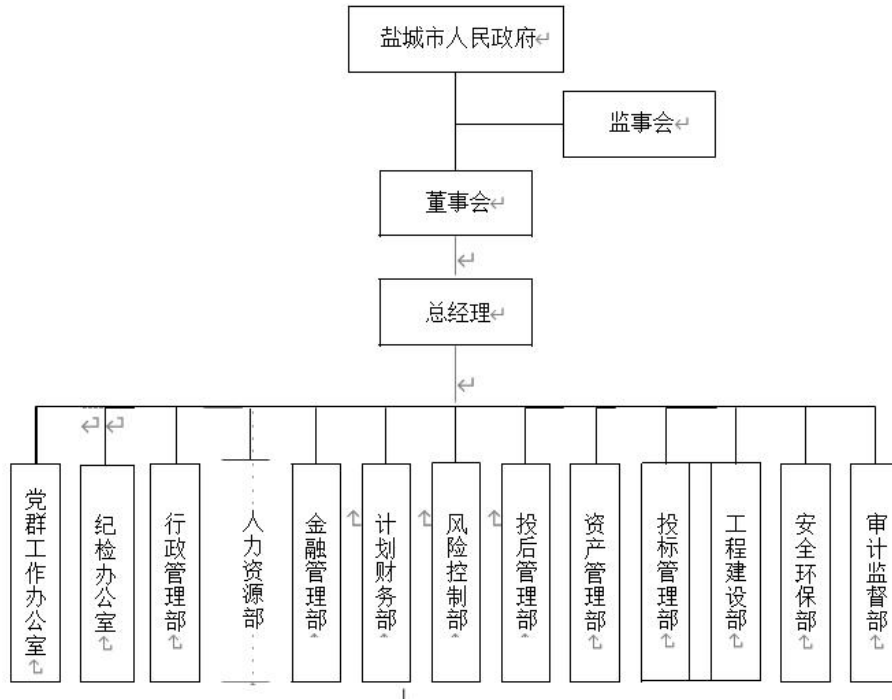 盐城市人民政府
监事会
董事会
总经理
党群工作办公室
纪检办公室
行政管理部
人力资源部
金融管理部
计划财务部
风险控制部
投后管理部
资产管理部
投标管理部
工程建设部
安全环保部
审计监督部